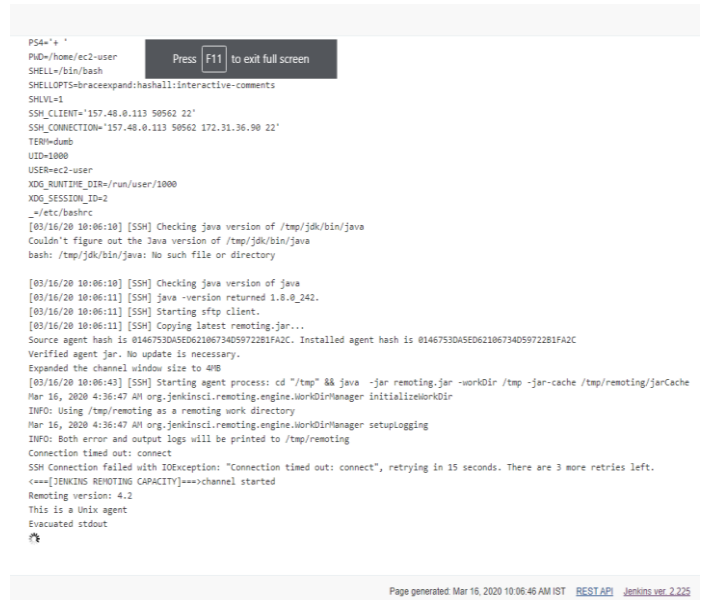 PS4='+ '
PWD=/home/ec2-user
Press F11 to exit full screen
SHELL=/bin/bash
SHELLOPTS=braceexpand:hashall:interactive-comments
SHLVL=1
SSH_CLIENT='157.48.0.113 50562 22'
SSH_CONNECTION='157.48.0.113 50562 172.31.36.90 22'
TERM=dumb
UID=1000
USER=ec2-user
XDG_RUNTIME_DIR=/run/user/1000
XDG_SESSION_ID=2
_=/etc/bashrc
[03/16/20 10:06:10] [SSH] Checking java version of /tmp/jdk/bin/java
Couldn't figure out the Java version of /tmp/jdk/bin/java
bash: /tmp/jdk/bin/java: No such file or directory
[03/16/20 10:06:10] [SSH] Checking java version of java
[03/16/20 10:06:11] [SSH] java -version returned 1.8.0_242.
[03/16/20 10:06:11] [SSH] Starting sftp client.
[03/16/20 10:06:11] [SSH] Copying latest remoting.jar...
Source agent hash is 0146753DA5ED62106734D59722B1FA2C. Installed agent hash is 0146753DA5ED62106734D59722B1FA2C
Verified agent jar. No update is necessary.
Expanded the channel window size to 4MB
[03/16/20 10:06:43] [SSH] Starting agent process: cd "/tmp" && java -jar remoting.jar -workDir /tmp -jar-cache /tmp/remoting/jarCache
Mar 16, 2020 4:36:47 AM org.jenkinsci.remoting.engine.WorkDirManager initializeWorkDir
INFO: Using /tmp/remoting as a remoting work directory
Mar 16, 2020 4:36:47 AM org.jenkinsci.remoting.engine.WorkDirManager setupLogging
INFO: Both error and output logs will be printed to /tmp/remoting
Connection timed out: connect
SSH Connection failed with IOException: "Connection timed out: connect", retrying in 15 seconds. There are 3 more retries left.
<===[JENKINS REMOTING CAPACITY]===>channel started
Remoting version: 4.2
This is a Unix agent
Evacuated stdout
Page generated: Mar 16, 2020 10:06:46 AM IST REST API Jenkins ver. 2.225